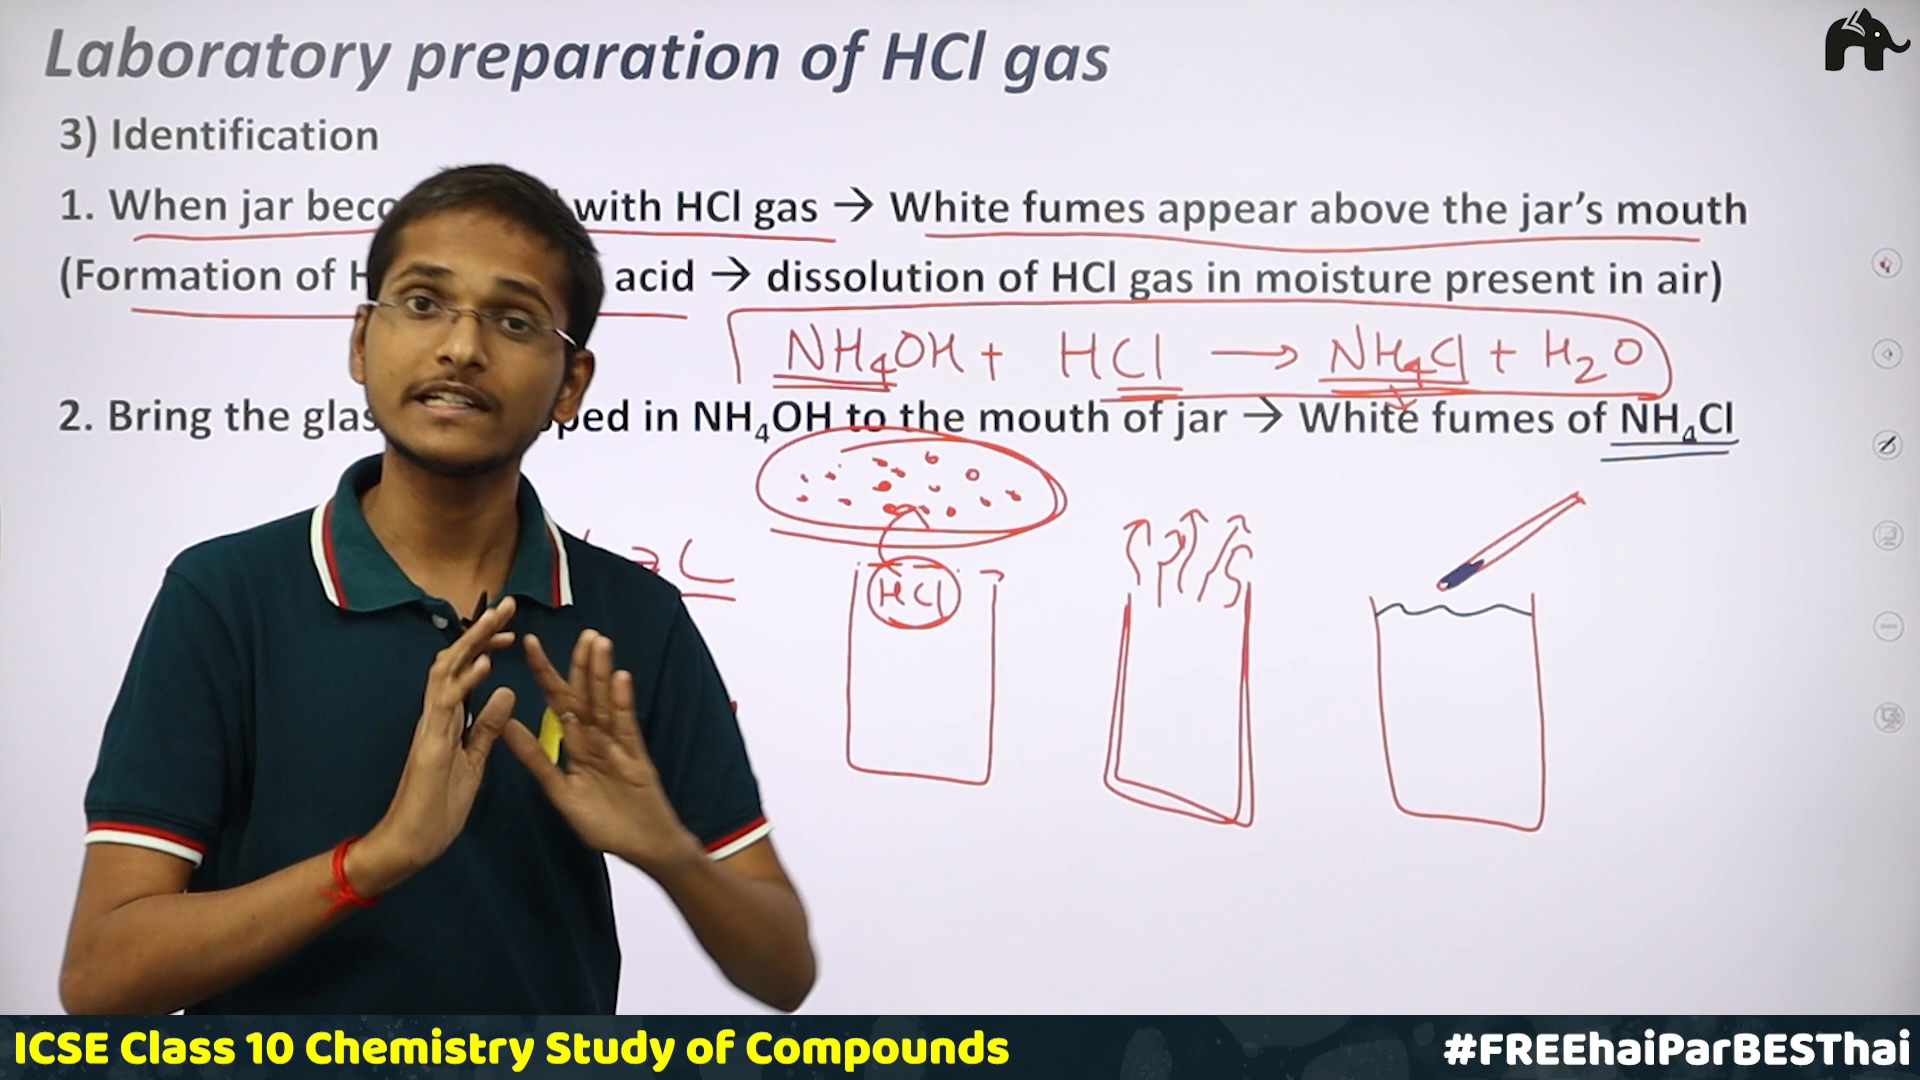 Laboratory preparation of HCl gas
3) Identification
1. When jar beco with HCl gas → White fumes appear above the jar’s mouth
(Formation of H acid → dissolution of HCl gas in moisture present in air)
NH₄OH + HCl → NH₄Cl + H₂O
2. Bring the glas pped in NH₄OH to the mouth of jar → White fumes of NH₄Cl
HCl
ICSE Class 10 Chemistry Study of Compounds
#FREEhaiParBESThai